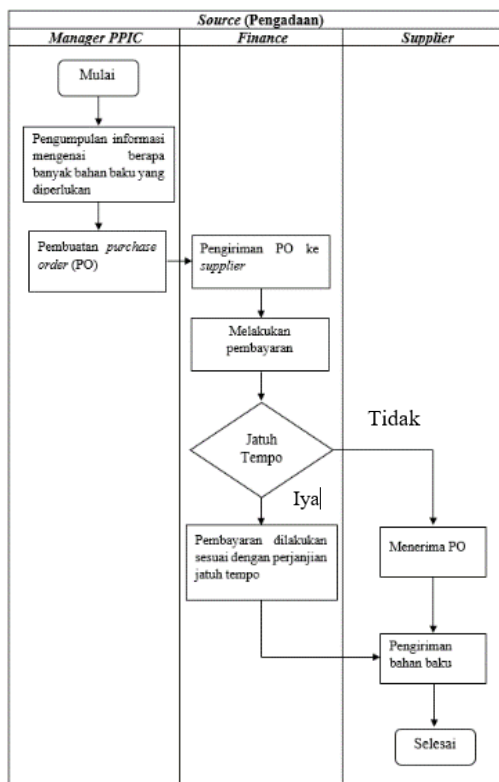 Source (Pengadaan)
Manager PPIC
Finance
Supplier
Mulai
Pengumpulan informasi
mengenai berapa
banyak bahan baku yang
diperlukan
Pembuatan purchase
order (PO)
Pengiriman PO ke
supplier
Melakukan
pembayaran
Jatuh
Tempo
Tidak
Iya
Pembayaran dilakukan
sesuai dengan perjanjian
jatuh tempo
Menerima PO
Pengiriman
bahan baku
Selesai